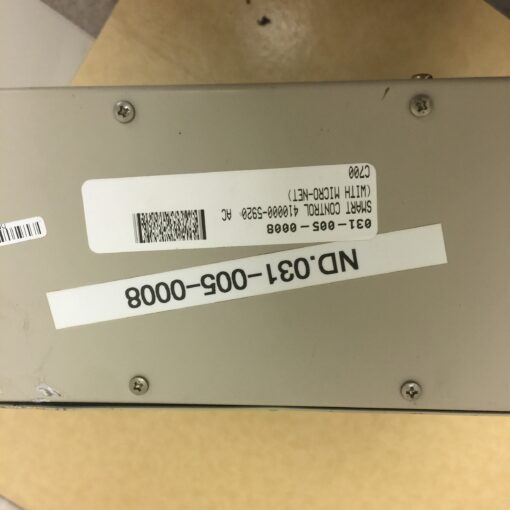 031-005-0008
SMART CONTROL 410000-5920 AC
(WITH MICRO-NET)
C700
ND.031-005-0008